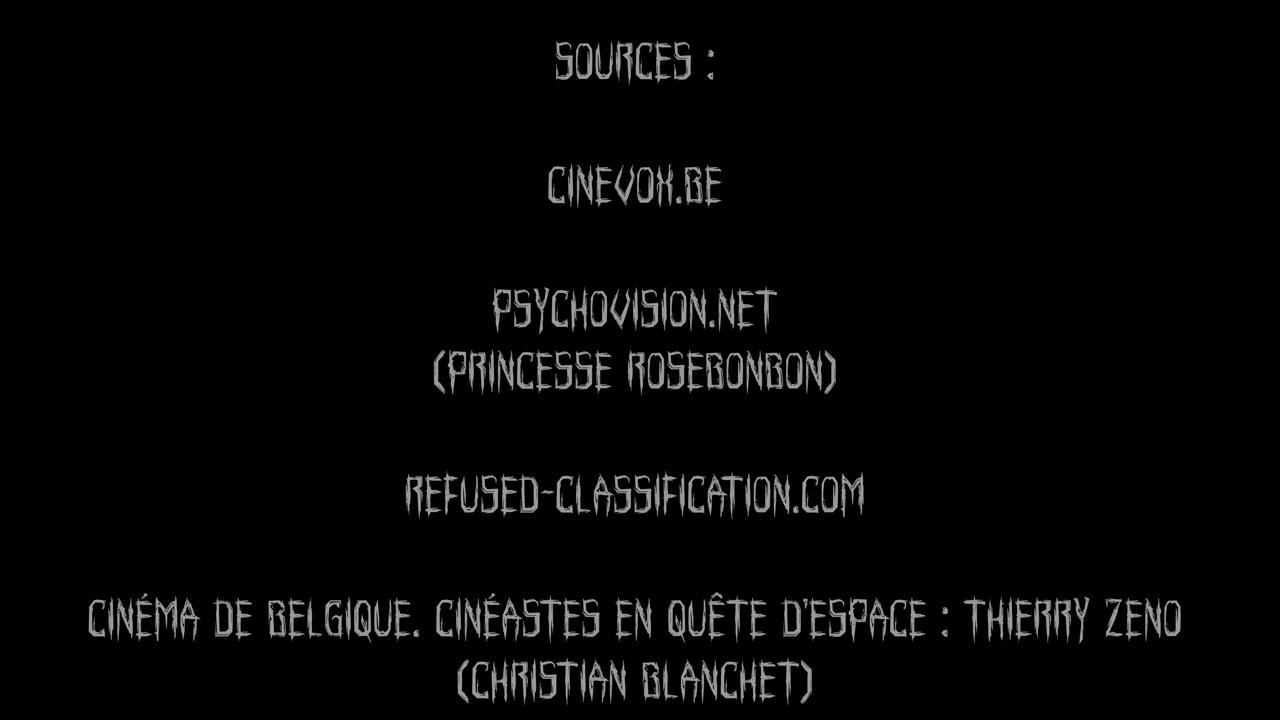 SOURCES :
CINEVOX.BE
PSYCHOVISION.NET
(PRINCESSE ROSEBONBON)
REFUSED-CLASSIFICATION.COM
CINÉMA DE BELGIQUE. CINÉASTES EN QUÊTE D'ESPACE : THIERRY ZENO
(CHRISTIAN BLANCHET)